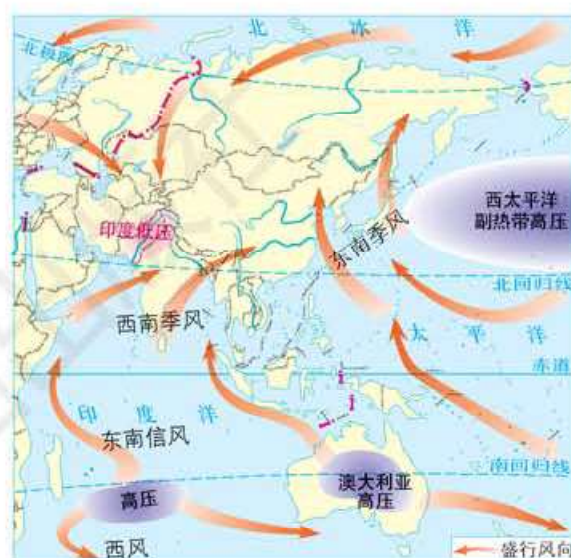 北冰洋
北极圈
西太平洋
副热带高压
印度低压
东南季风
北回归线
西南季风
太平洋
赤道
印度洋
东南信风
南回归线
澳大利亚
高压
高压
西风
盛行风向